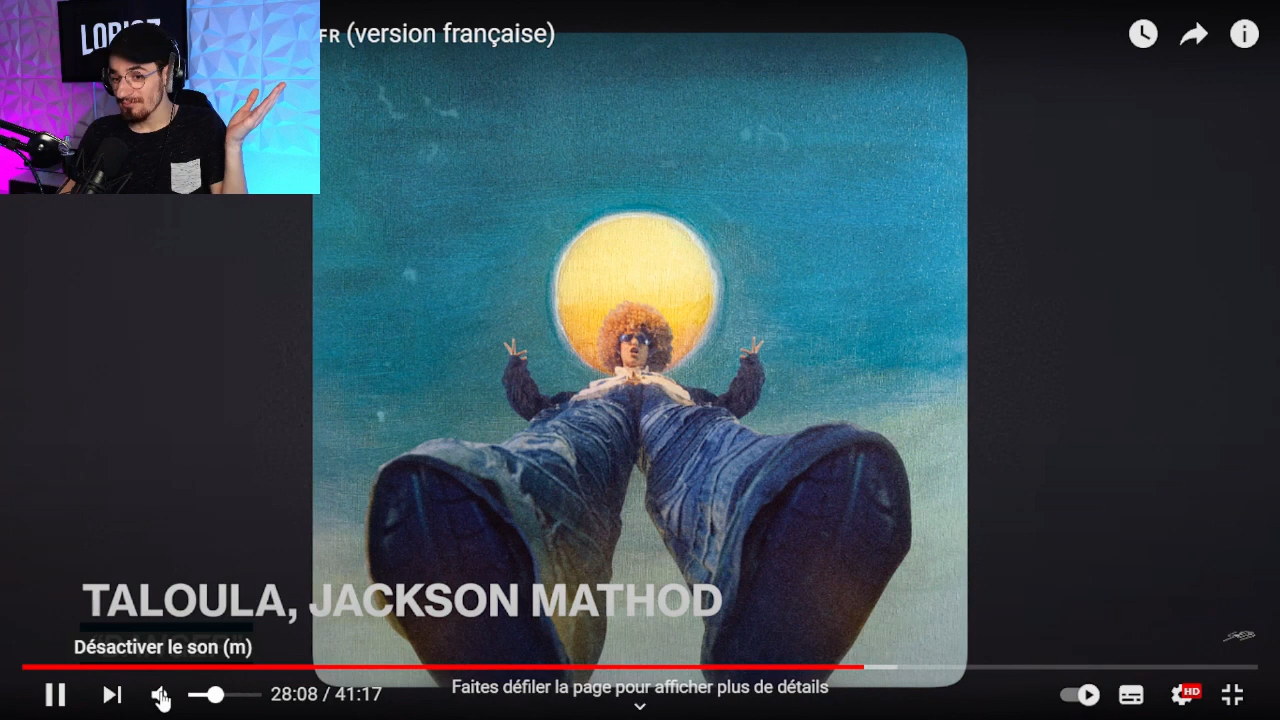 FR (version française)
TALOULA, JACKSON MATHOD
Désactiver le son (m)
28:08 / 41:17
Faites défiler la page pour afficher plus de détails
HD